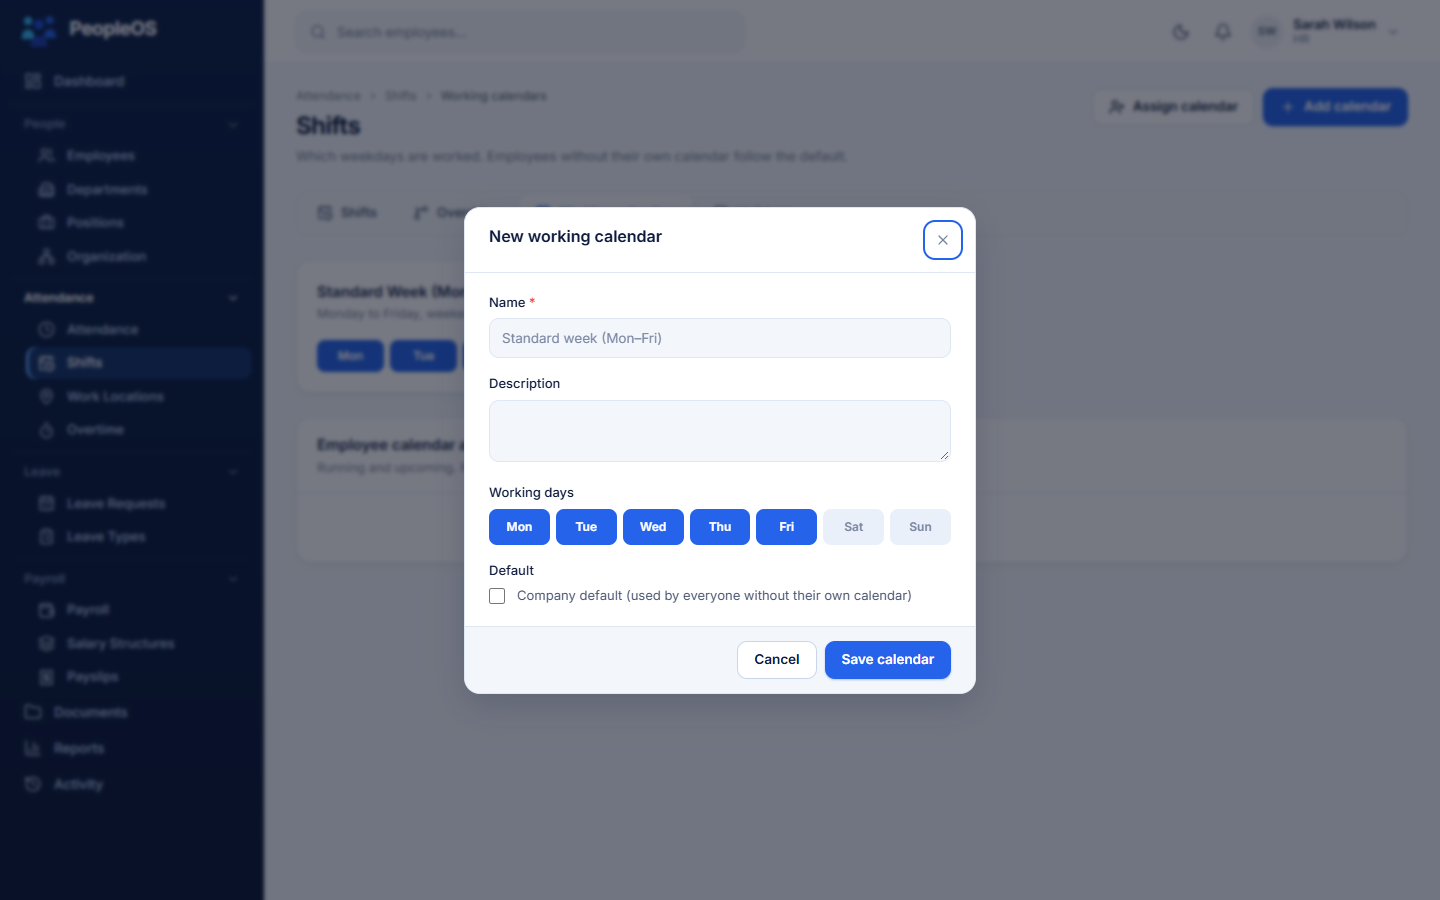 PeopleOS
Search employees...
SW
Sarah Wilson
HR
Dashboard
People
Employees
Departments
Positions
Organization
Attendance
Attendance
Shifts
Work Locations
Overtime
Leave
Leave Requests
Leave Types
Payroll
Payroll
Salary Structures
Payslips
Documents
Reports
Activity
Attendance > Shifts > Working calendars
Shifts
Which weekdays are worked. Employees without their own calendar follow the default.
Assign calendar
+ Add calendar
Shifts
Standard Week
Monday to Friday,
Mon Tue
Employee calendar
Running and upcoming.
New working calendar
Name *
Standard week (Mon–Fri)
Description
Working days
Mon Tue Wed Thu Fri Sat Sun
Default
Company default (used by everyone without their own calendar)
Cancel Save calendar